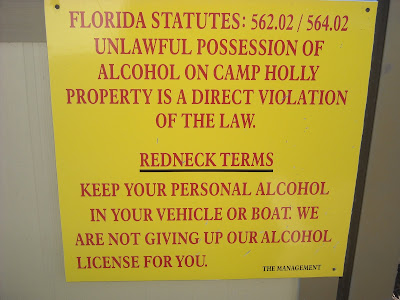 FLORIDA STATUTES: 562.02 / 564.02
UNLAWFUL POSSESSION OF
ALCOHOL ON CAMP HOLLY
PROPERTY IS A DIRECT VIOLATION
OF THE LAW.
REDNECK TERMS
KEEP YOUR PERSONAL ALCOHOL
IN YOUR VEHICLE OR BOAT. WE
ARE NOT GIVING UP OUR ALCOHOL
LICENSE FOR YOU.
THE MANAGEMENT